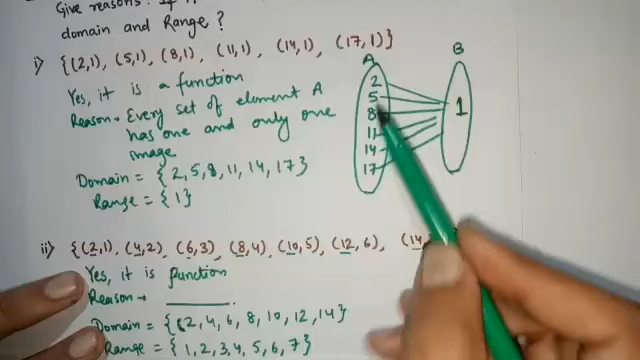 Give reasons. If i
domain and Range?
i) {(2,1), (5,1), (8,1), (11,1), (14,1), (17,1)}
Yes, it is a function
Reason → Every set of element A
has one and only one
image
Domain = {2, 5, 8, 11, 14, 17}
Range = {1}
A
2
5
8
11
14
17
B
1
ii) {(2,1), (4,2), (6,3), (8,4), (10,5), (12,6), (14
Yes, it is function
Reason →
Domain = {2, 4, 6, 8, 10, 12, 14}
Range = {1, 2, 3, 4, 5, 6, 7}